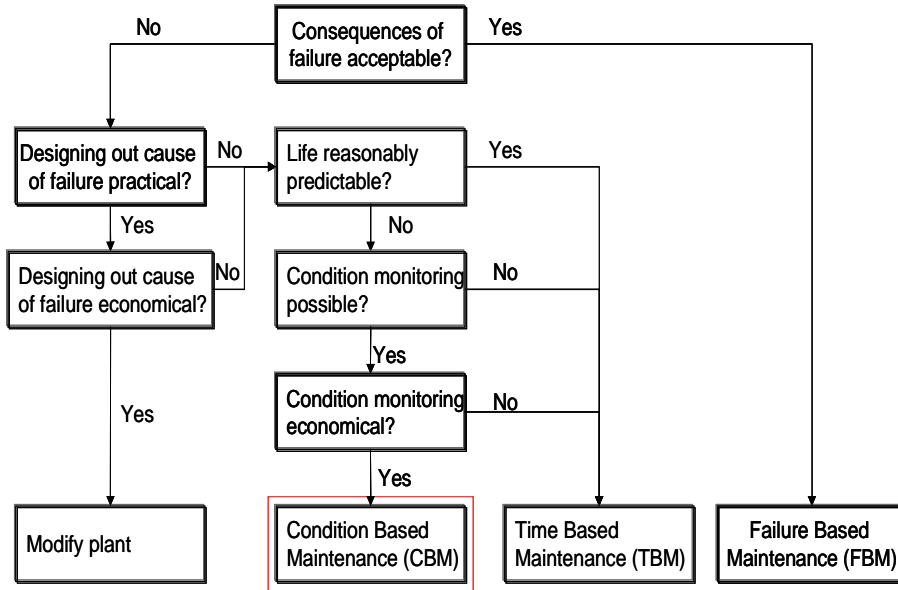 No
Consequences of
failure acceptable?
Yes
Designing out cause
of failure practical?
No
Life reasonably
predictable?
Yes
Yes
No
Designing out cause
of failure economical?
No
Condition monitoring
possible?
No
Yes
Yes
Condition monitoring
economical?
No
Yes
Modify plant
Condition Based
Maintenance (CBM)
Time Based
Maintenance (TBM)
Failure Based
Maintenance (FBM)